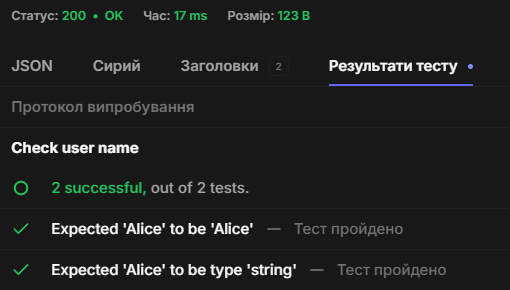 Статус: 200 • OK Час: 17 ms Розмір: 123 B
JSON Сирий Заголовки 2 Результати тесту
Протокол випробування
Check user name
2 successful, out of 2 tests.
Expected 'Alice' to be 'Alice' — Тест пройдено
Expected 'Alice' to be type 'string' — Тест пройдено